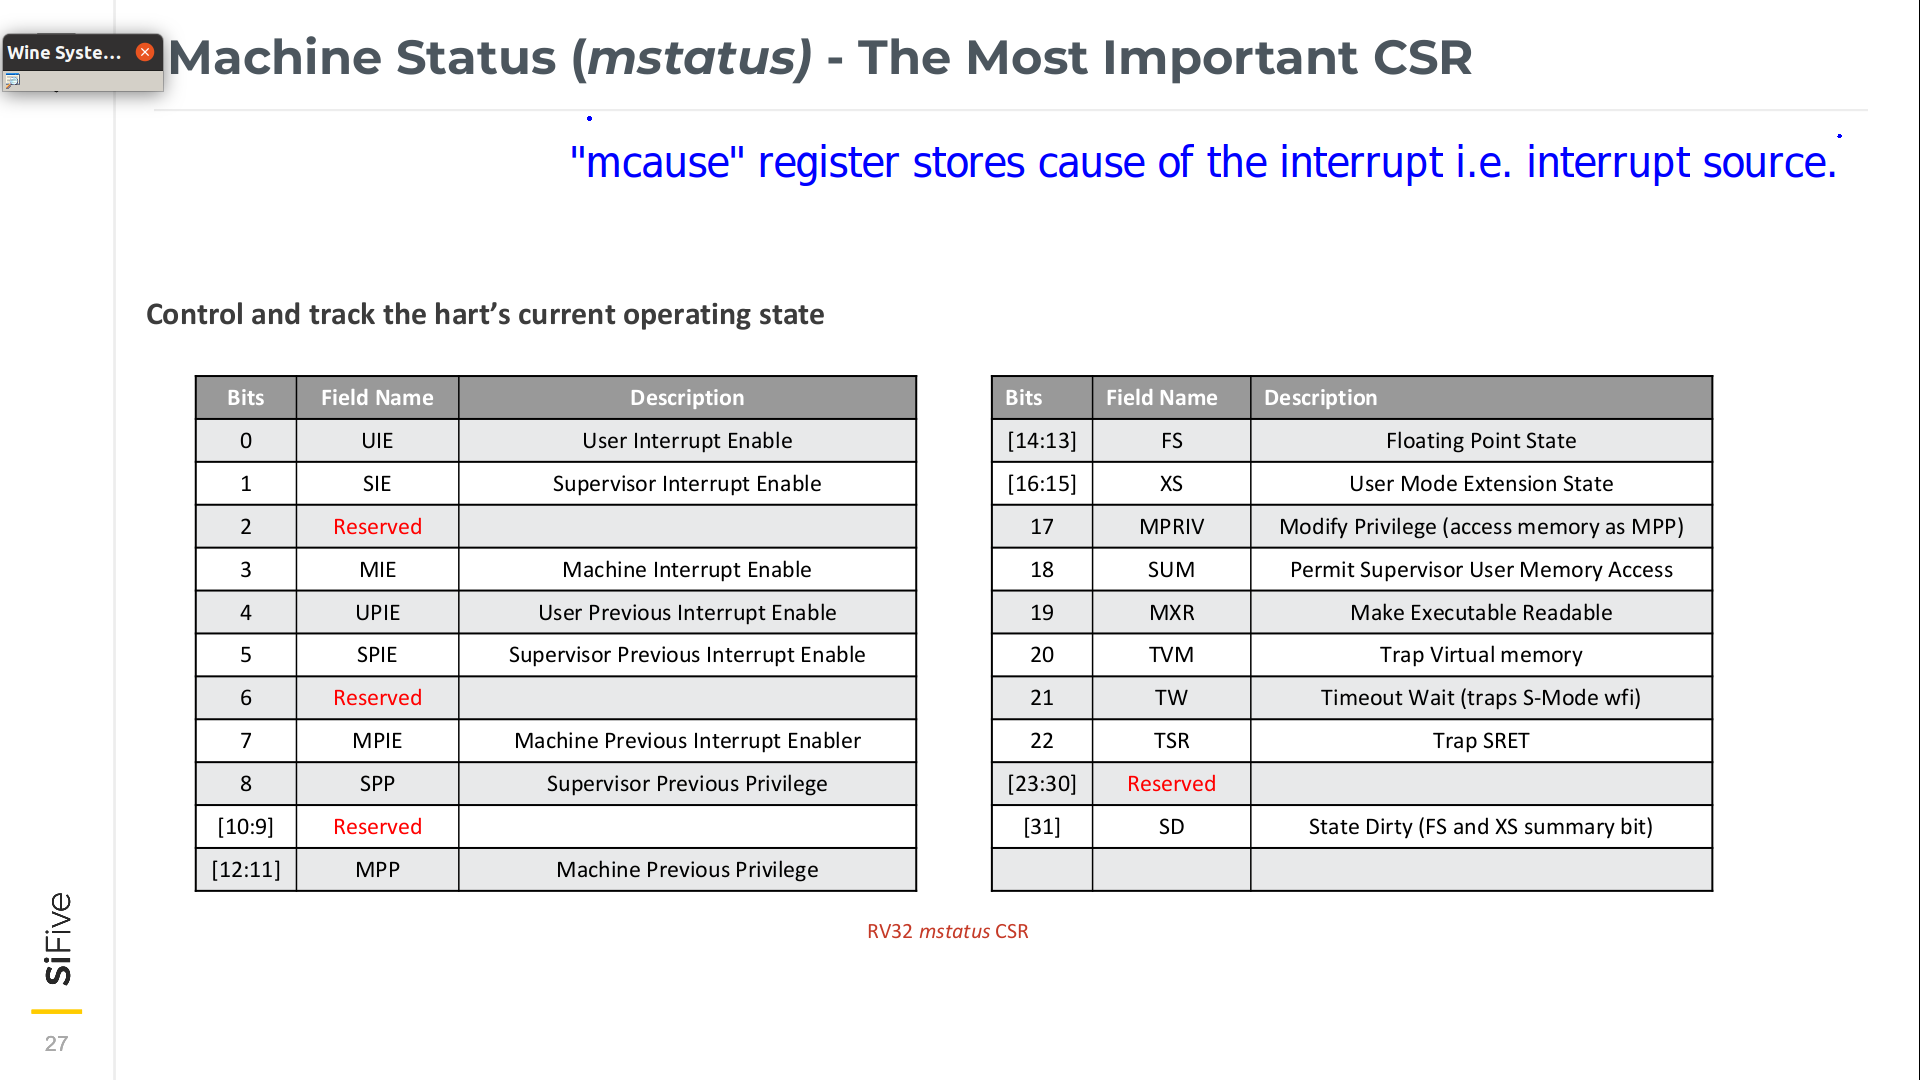 Wine Syste...
Machine Status (mstatus) - The Most Important CSR
"mcause" register stores cause of the interrupt i.e. interrupt source.
Control and track the hart’s current operating state
Bits Field Name Description
0 UIE User Interrupt Enable
1 SIE Supervisor Interrupt Enable
2 Reserved
3 MIE Machine Interrupt Enable
4 UPIE User Previous Interrupt Enable
5 SPIE Supervisor Previous Interrupt Enable
6 Reserved
7 MPIE Machine Previous Interrupt Enabler
8 SPP Supervisor Previous Privilege
[10:9] Reserved
[12:11] MPP Machine Previous Privilege
Bits Field Name Description
[14:13] FS Floating Point State
[16:15] XS User Mode Extension State
17 MPRIV Modify Privilege (access memory as MPP)
18 SUM Permit Supervisor User Memory Access
19 MXR Make Executable Readable
20 TVM Trap Virtual memory
21 TW Timeout Wait (traps S-Mode wfi)
22 TSR Trap SRET
[23:30] Reserved
[31] SD State Dirty (FS and XS summary bit)
RV32 mstatus CSR
SiFive
27